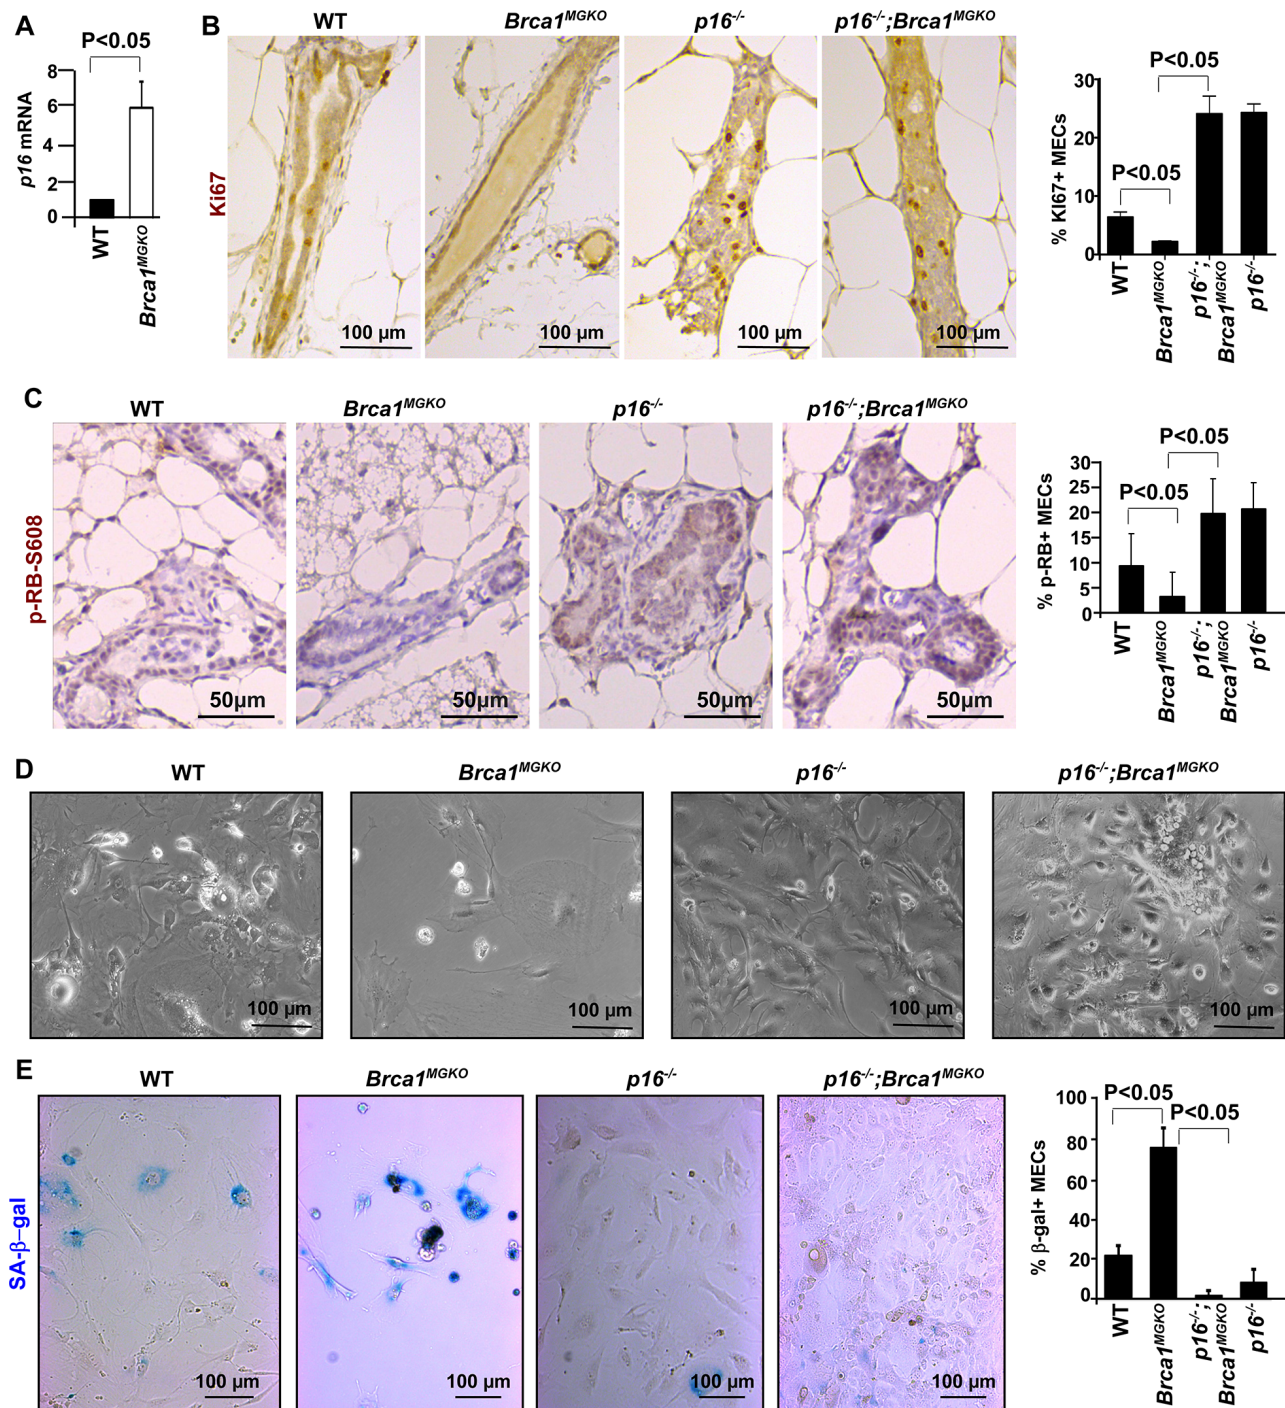 A
P<0.05
8
6
4
2
0
p16 mRNA
WT
Brca1MGKO
B
WT
Brca1MGKO
p16-/-
p16-/-;Brca1MGKO
Ki67
100 µm
100 µm
100 µm
100 µm
P<0.05
P<0.05
30
20
10
0
% KI67+ MECs
WT
Brca1MGKO
p16-/-;
Brca1MGKO
p16-/-
C
WT
Brca1MGKO
p16-/-
p16-/-;Brca1MGKO
p-RB-S608
50µm
50µm
50µm
50µm
P<0.05
P<0.05
30
25
20
15
10
5
0
% p-RB+ MECs
WT
Brca1MGKO
p16-/-;
Brca1MGKO
p16-/-
D
WT
Brca1MGKO
p16-/-
p16-/-;Brca1MGKO
100 µm
100 µm
100 µm
100 µm
E
WT
Brca1MGKO
p16-/-
p16-/-;Brca1MGKO
SA-β-gal
100 µm
100 µm
100 µm
100 µm
100
P<0.05
P<0.05
80
60
40
20
0
% β-gal+ MECs
WT
Brca1MGKO
p16-/-;
Brca1MGKO
p16-/-